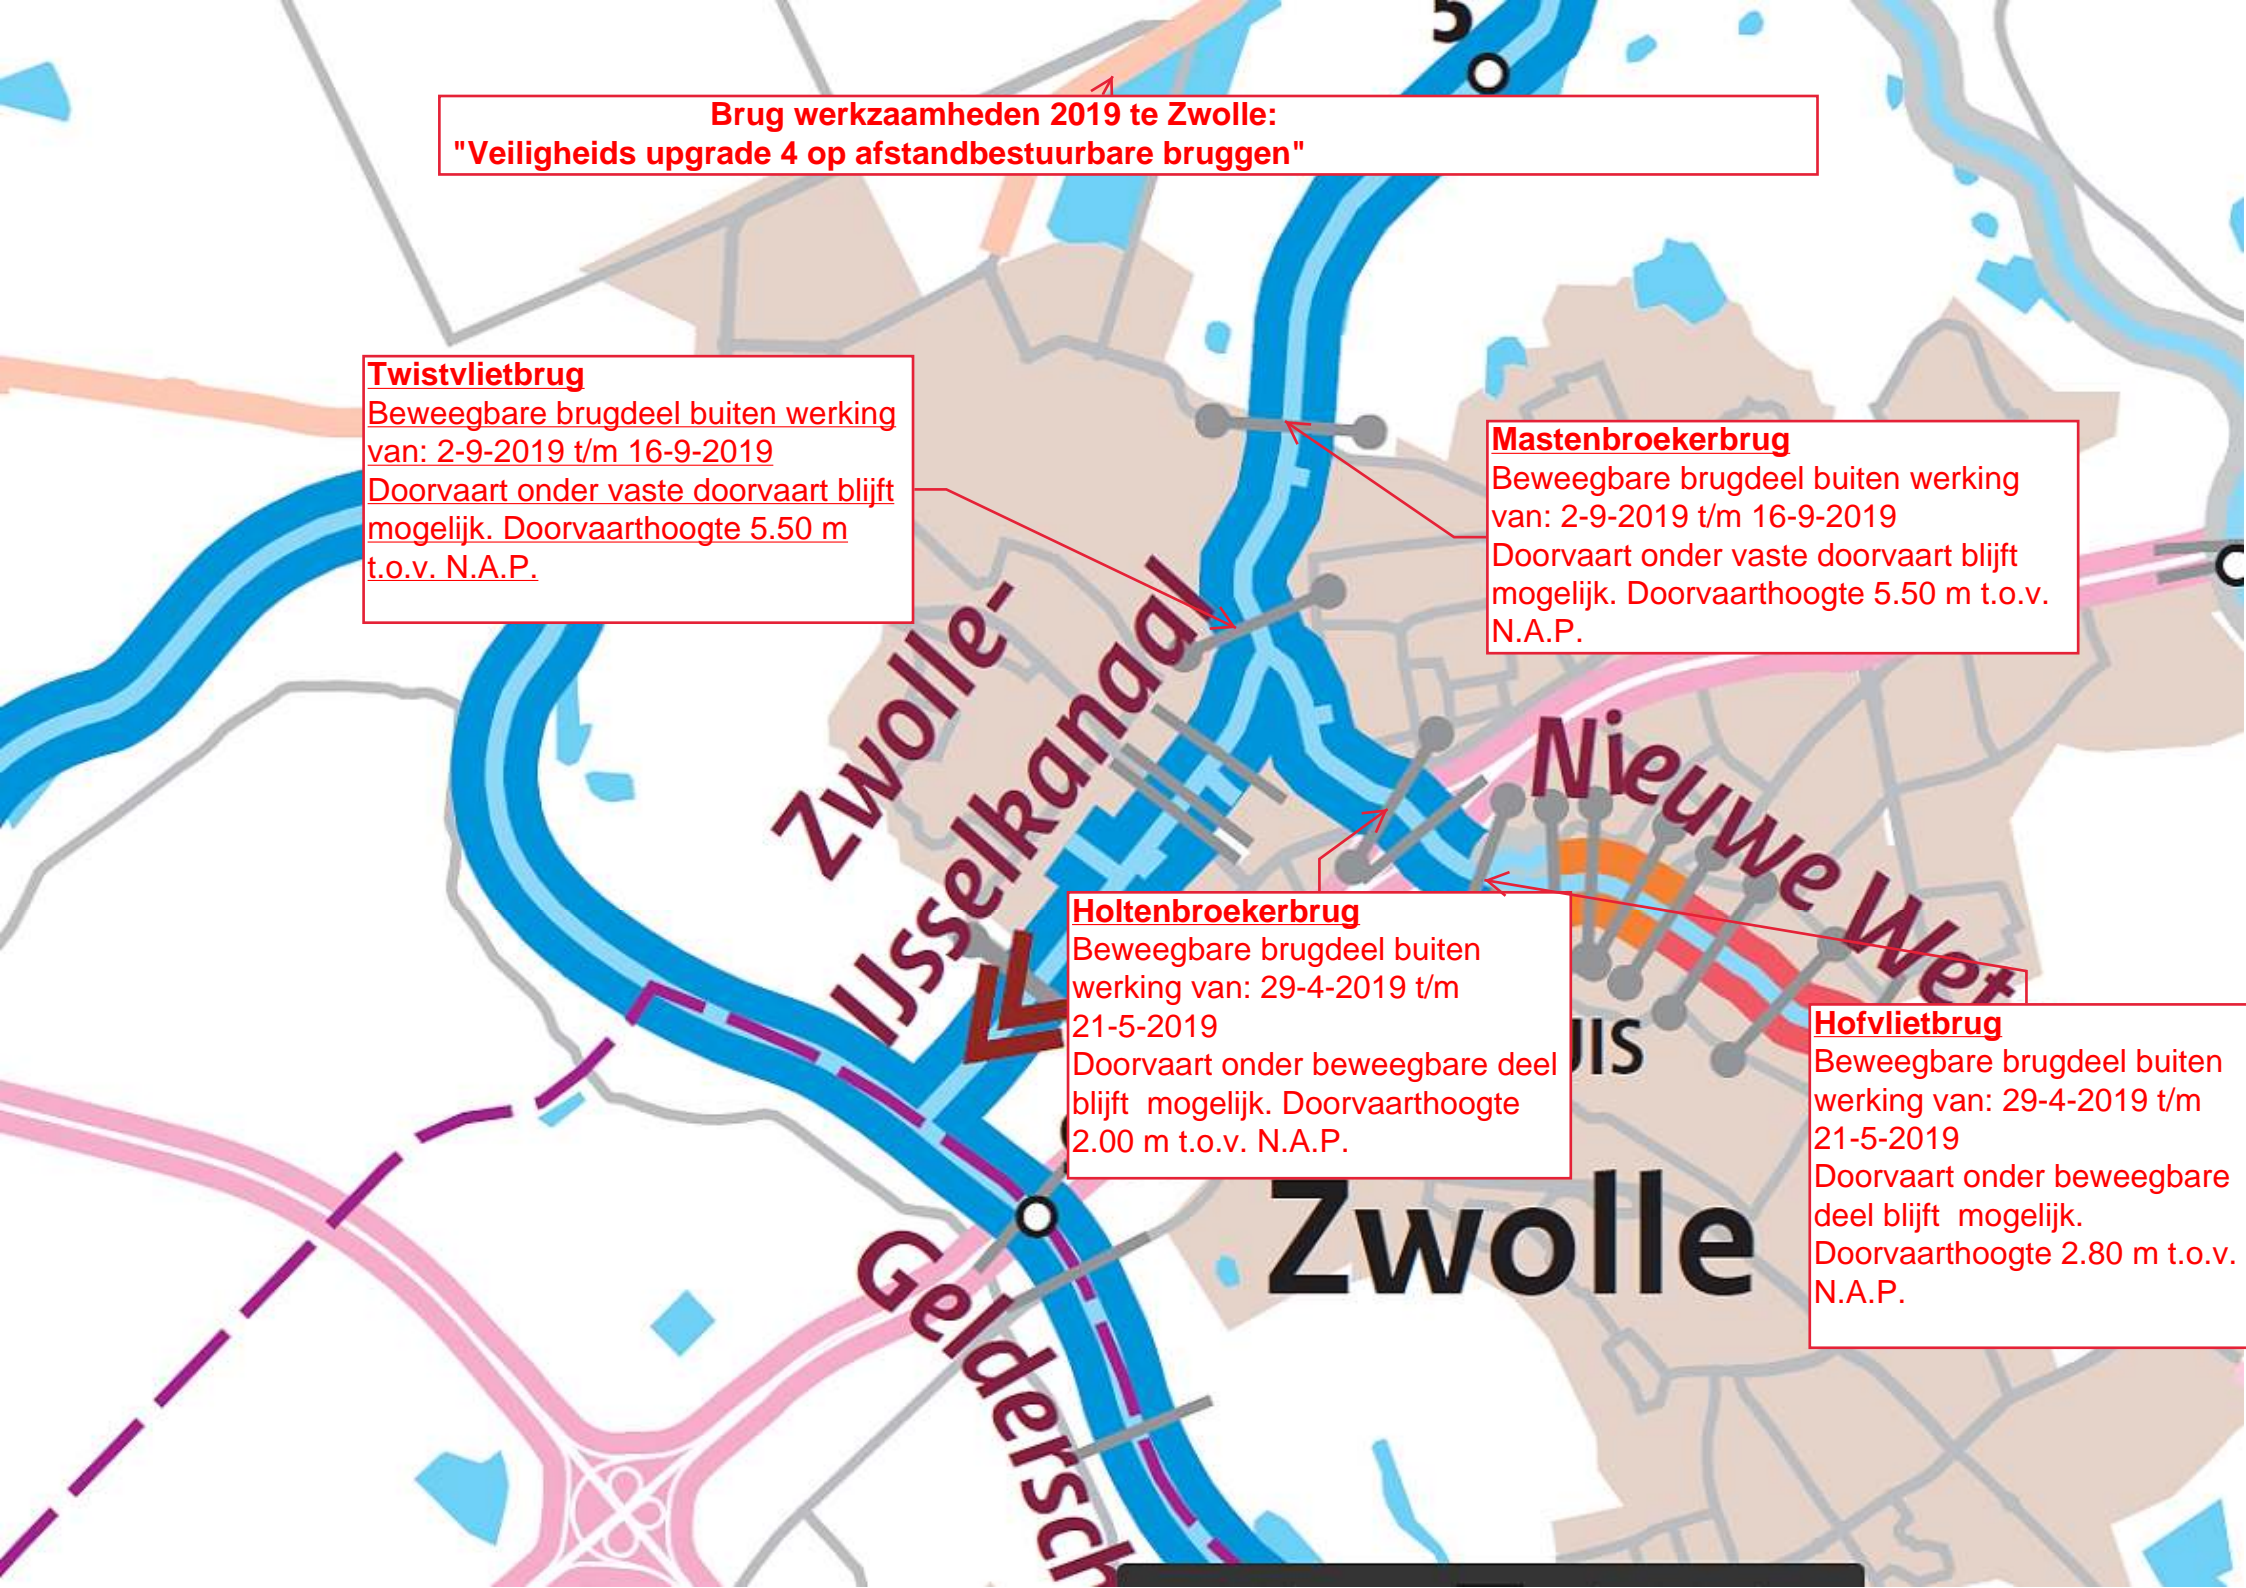 5
Brug werkzaamheden 2019 te Zwolle:
"Veiligheids upgrade 4 op afstandbestuurbare bruggen"
Twistvlietbrug
Beweegbare brugdeel buiten werking
van: 2-9-2019 t/m 16-9-2019
Doorvaart onder vaste doorvaart blijft
mogelijk. Doorvaarthoogte 5.50 m
t.o.v. N.A.P.
Mastenbroekerbrug
Beweegbare brugdeel buiten werking
van: 2-9-2019 t/m 16-9-2019
Doorvaart onder vaste doorvaart blijft
mogelijk. Doorvaarthoogte 5.50 m t.o.v.
N.A.P.
Zwolle-
IJsselkanaal
Nieuwe Wet
Holtenbroekerbrug
Beweegbare brugdeel buiten
werking van: 29-4-2019 t/m
21-5-2019
Doorvaart onder beweegbare deel
blijft  mogelijk. Doorvaarthoogte
2.00 m t.o.v. N.A.P.
UIS
Hofvlietbrug
Beweegbare brugdeel buiten
werking van: 29-4-2019 t/m
21-5-2019
Doorvaart onder beweegbare
deel blijft  mogelijk.
Doorvaarthoogte 2.80 m t.o.v.
N.A.P.
Zwolle
Geldersch